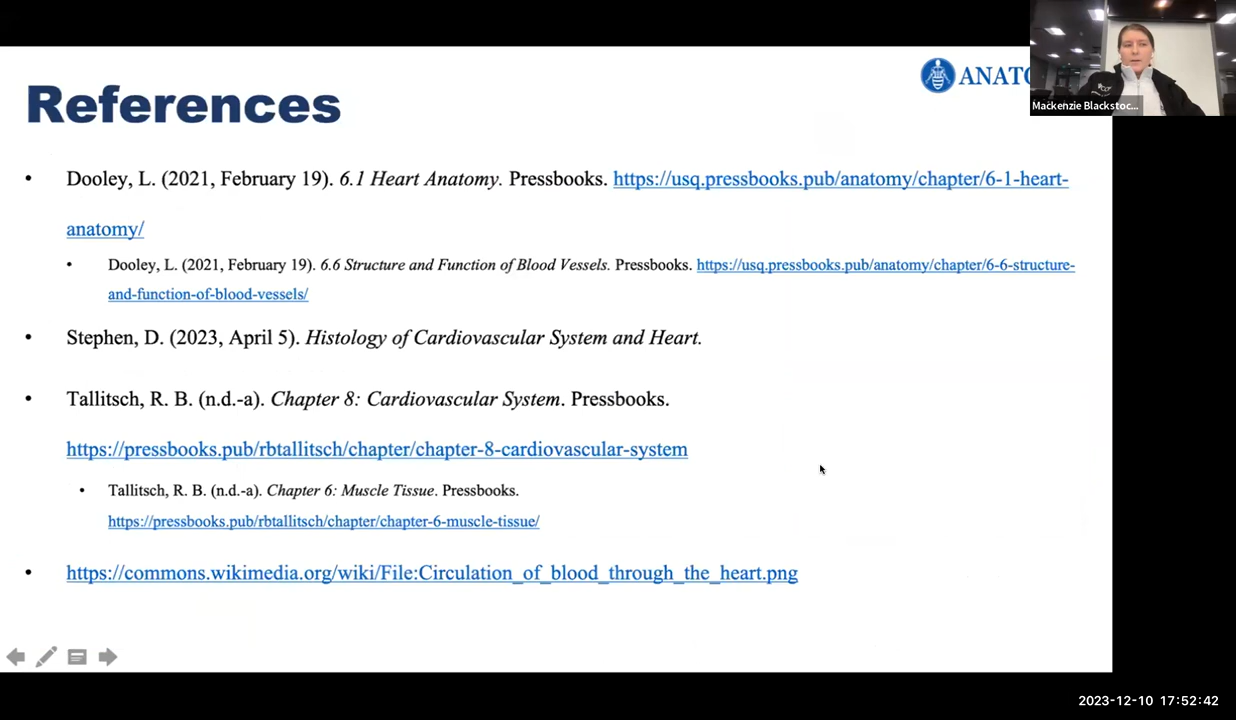 References
ANATO
Mackenzie Blackstoc...
• Dooley, L. (2021, February 19). 6.1 Heart Anatomy. Pressbooks. https://usq.pressbooks.pub/anatomy/chapter/6-1-heart-
anatomy/
• Dooley, L. (2021, February 19). 6.6 Structure and Function of Blood Vessels. Pressbooks. https://usq.pressbooks.pub/anatomy/chapter/6-6-structure-
and-function-of-blood-vessels/
• Stephen, D. (2023, April 5). Histology of Cardiovascular System and Heart.
• Tallitsch, R. B. (n.d.-a). Chapter 8: Cardiovascular System. Pressbooks.
https://pressbooks.pub/rbtallitsch/chapter/chapter-8-cardiovascular-system
• Tallitsch, R. B. (n.d.-a). Chapter 6: Muscle Tissue. Pressbooks.
https://pressbooks.pub/rbtallitsch/chapter/chapter-6-muscle-tissue/
• https://commons.wikimedia.org/wiki/File:Circulation_of_blood_through_the_heart.png
2023-12-10 17:52:42